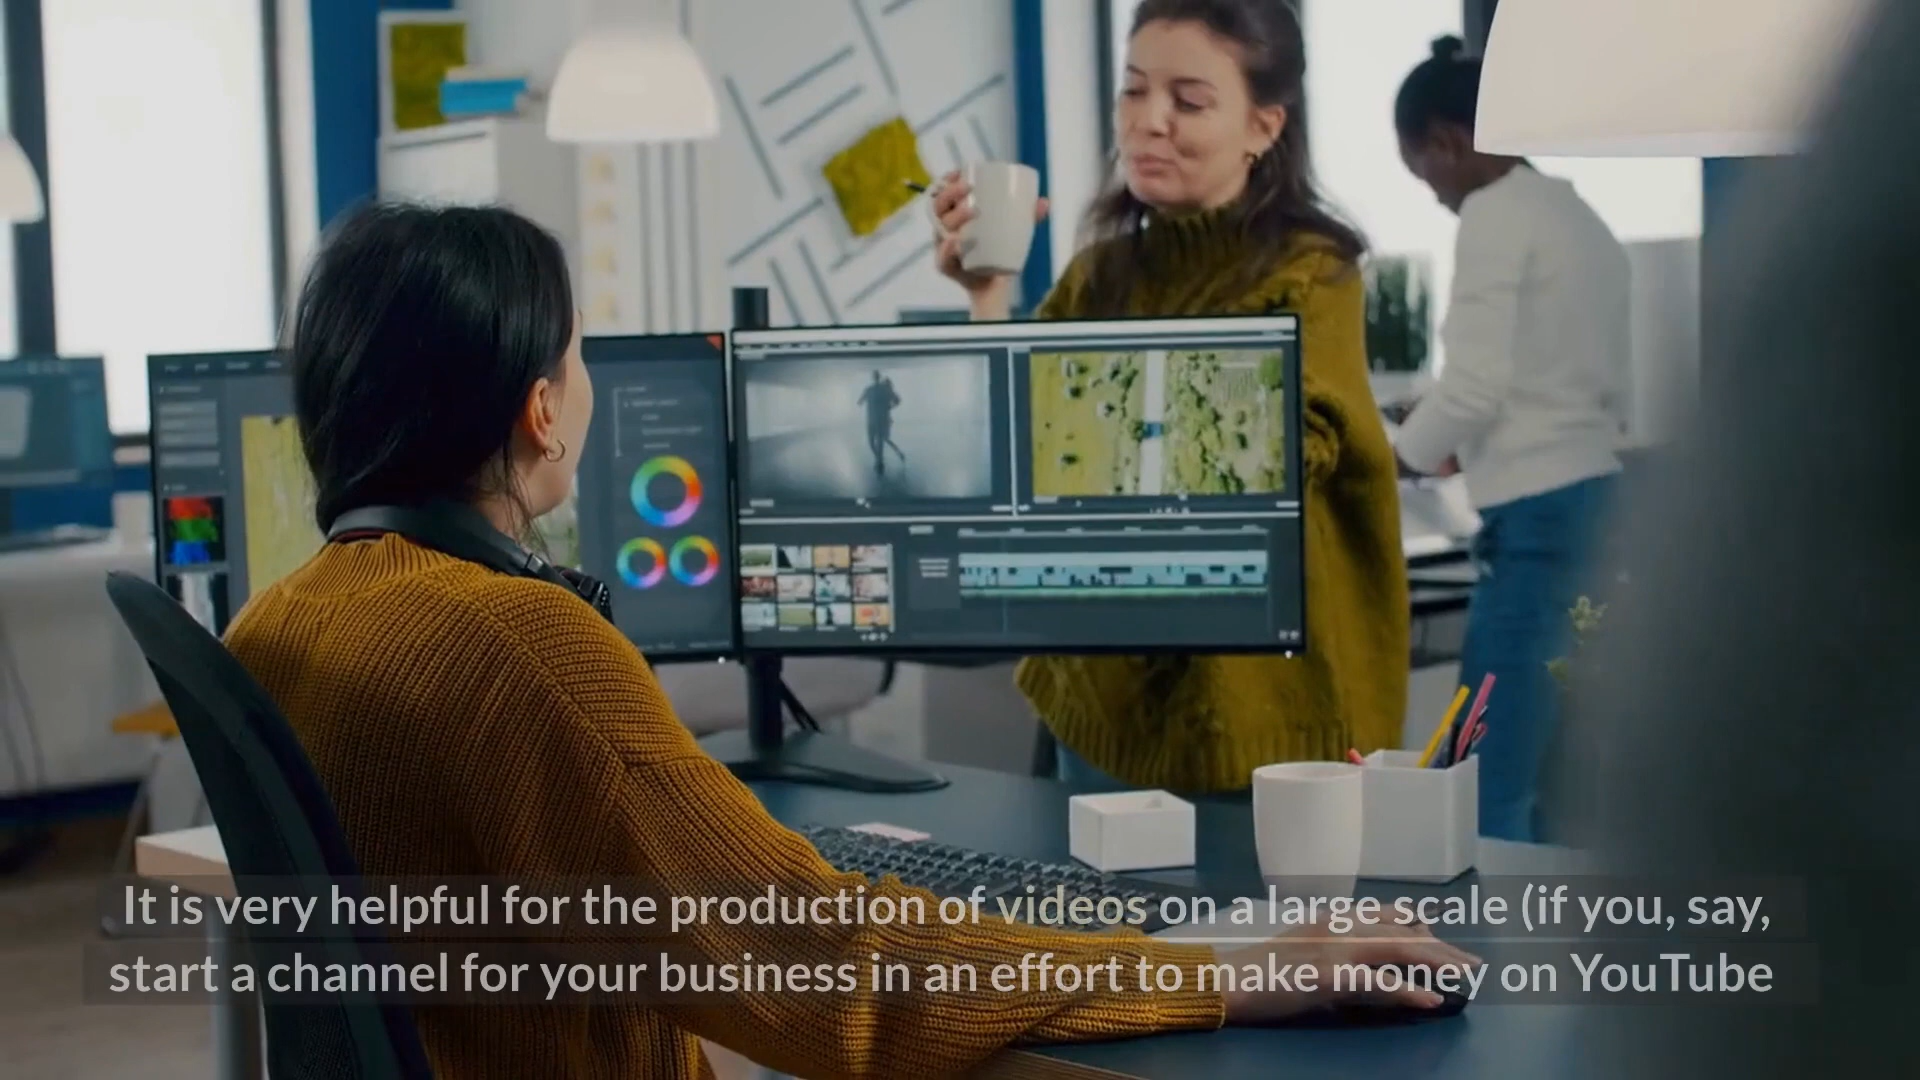 It is very helpful for the production of videos on a large scale (if you, say,
start a channel for your business in an effort to make money on YouTube